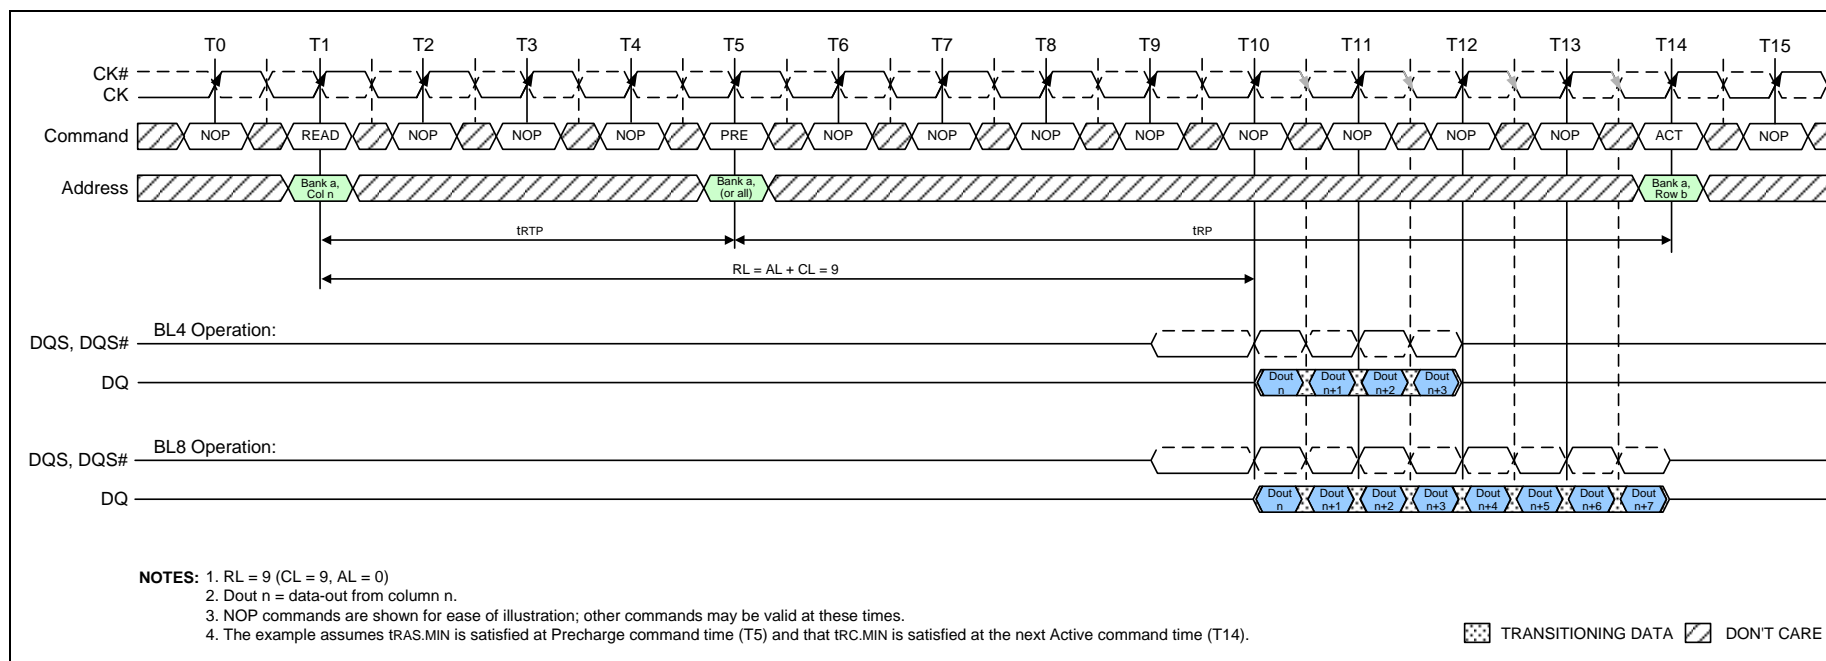 T0 T1 T2 T3 T4 T5 T6 T7 T8 T9 T10 T11 T12 T13 T14 T15
CK#
CK
Command NOP READ NOP NOP NOP PRE NOP NOP NOP NOP NOP NOP NOP NOP ACT NOP
Address Bank a, Col n Bank a, (or all) Bank a, Row b
tRTP tRP
RL = AL + CL = 9
BL4 Operation:
DQS, DQS#
DQ Dout n Dout n+1 Dout n+2 Dout n+3
BL8 Operation:
DQS, DQS#
DQ Dout n Dout n+1 Dout n+2 Dout n+3 Dout n+4 Dout n+5 Dout n+6 Dout n+7
NOTES: 1. RL = 9 (CL = 9, AL = 0)
2. Dout n = data-out from column n.
3. NOP commands are shown for ease of illustration; other commands may be valid at these times.
4. The example assumes tRAS.MIN is satisfied at Precharge command time (T5) and that tRC.MIN is satisfied at the next Active command time (T14).
TRANSITIONING DATA DON'T CARE